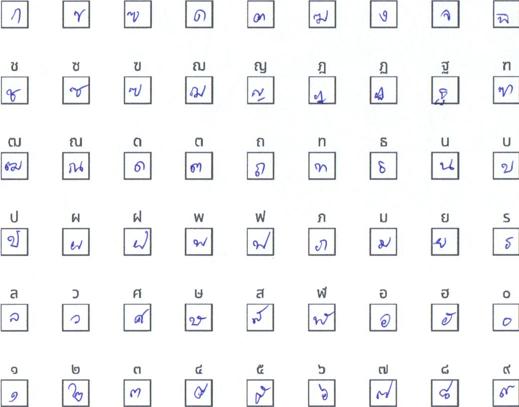 ก ข ฃ ค ฅ ฆ ง จ ฉ
ช ซ ฃ ฌ ญ ฎ ฏ ฐ ฑ
ช ซ ข ฌ ญ ฎ ฏ ฐ ฑ
ฒ ณ ด ต ถ ท ธ น บ
ฒ ณ ด ต ถ ท ธ น บ
ป ผ ฝ พ ฟ ภ ม ย ร
ป ผ ฝ พ ฟ ภ ม ย ร
ล ว ศ ษ ส ฬ อ ฮ ๐
ล ว ศ ษ ส ฬ อ ฮ ๐
๑ ๒ ๓ ๔ ๕ ๖ ๗ ๘ ๙
๑ ๒ ๓ ๔ ๕ ๖ ๗ ๘ ๙